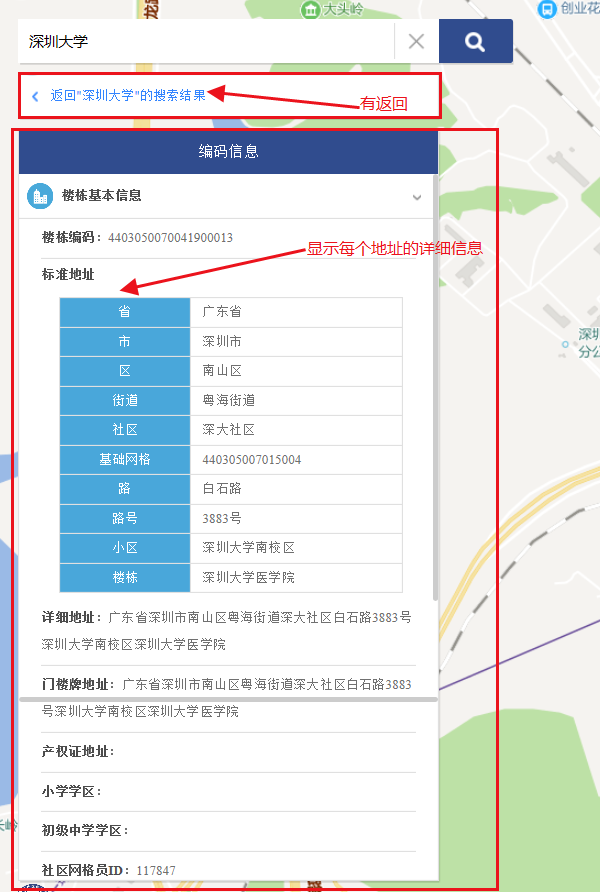 龙
大头岭
创业花
深圳大学
返回"深圳大学"的搜索结果
有返回
编码信息
楼栋基本信息
楼栋编码：4403050070041900013
显示每个地址的详细信息
标准地址
省 广东省
市 深圳市
区 南山区
街道 粤海街道
社区 深大社区
基础网格 440305007015004
路 白石路
路号 3883号
小区 深圳大学南校区
楼栋 深圳大学医学院
深圳
分公
详细地址：广东省深圳市南山区粤海街道深大社区白石路3883号
深圳大学南校区深圳大学医学院
门楼牌地址：广东省深圳市南山区粤海街道深大社区白石路3883
号深圳大学南校区深圳大学医学院
产权证地址：
小学学区：
初级中学学区：
长岭
社区网格员ID：117847